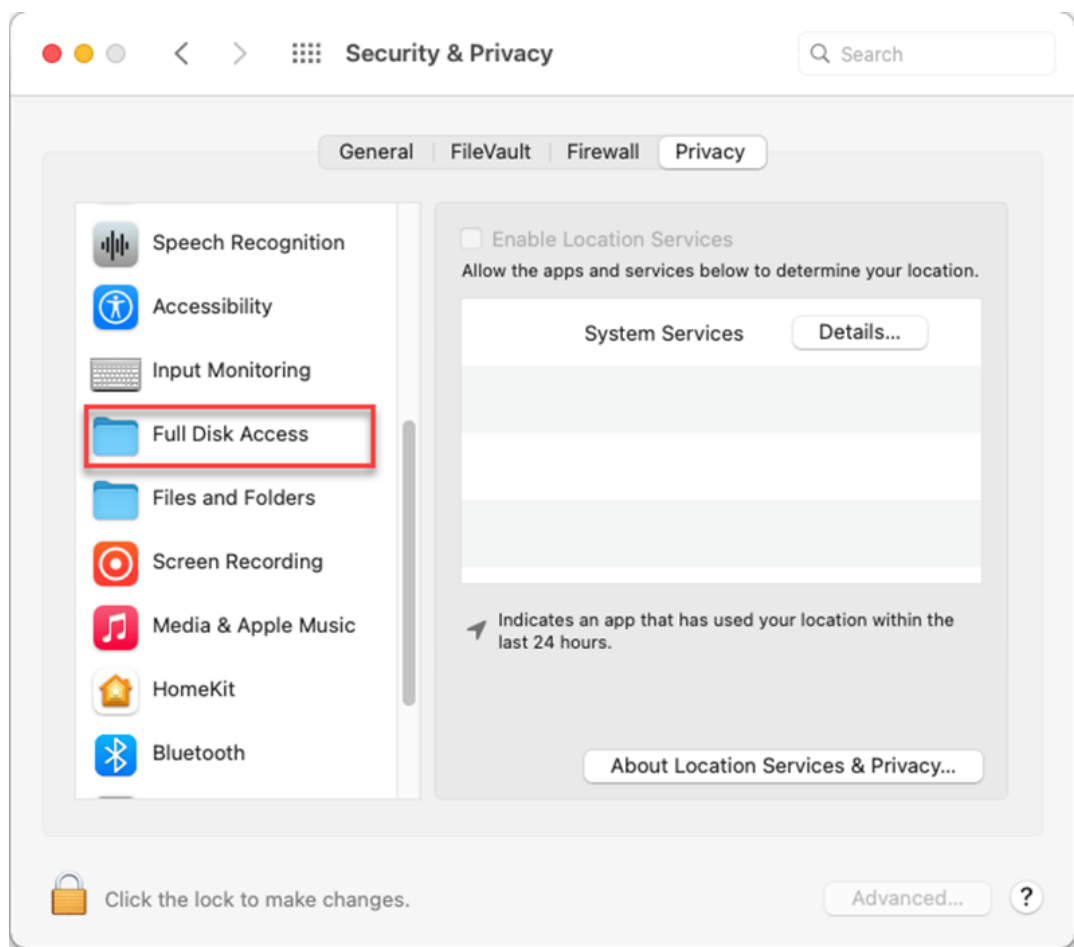 Security & Privacy
Search
General
FileVault
Firewall
Privacy
Speech Recognition
Accessibility
Input Monitoring
Full Disk Access
Files and Folders
Screen Recording
Media & Apple Music
HomeKit
Bluetooth
Enable Location Services
Allow the apps and services below to determine your location.
System Services
Details...
Indicates an app that has used your location within the
last 24 hours.
About Location Services & Privacy...
Click the lock to make changes.
Advanced...
?